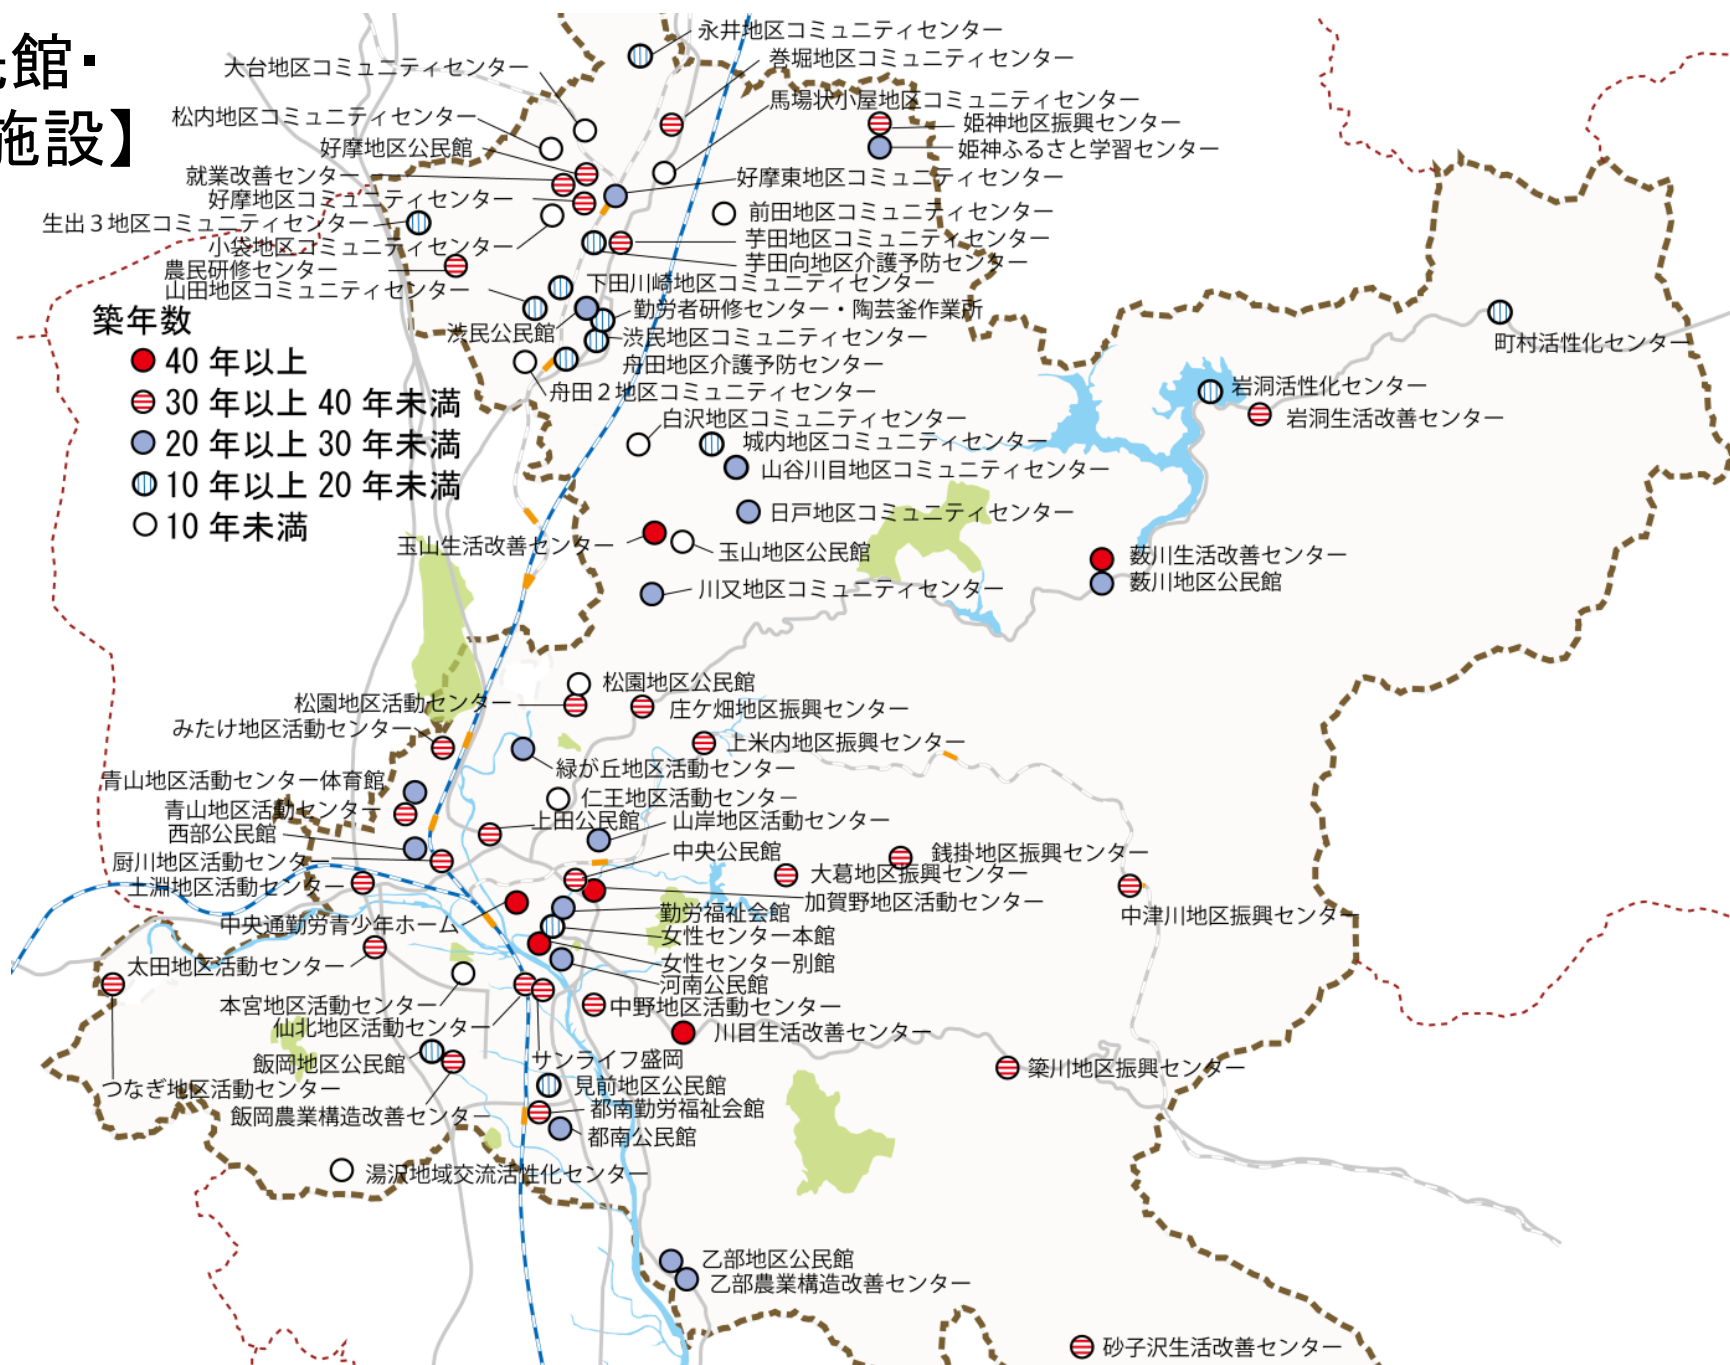 民館・
施設】
永井地区コミュニティセンター
大台地区コミュニティセンター
巻堀地区コミュニティセンター
馬場状小屋地区コミュニティセンター
松内地区コミュニティセンター
姫神地区振興センター
好摩地区公民館
姫神ふるさと学習センター
就業改善センター
好摩東地区コミュニティセンター
好摩地区コミュニティセンター
前田地区コミュニティセンター
生出３地区コミュニティセンター
小袋地区コミュニティセンター
芋田地区コミュニティセンター
芋田向地区介護予防センター
農民研修センター
山田地区コミュニティセンター
下田川崎地区コミュニティセンター
勤労者研修センター・陶芸釜作業所
渋民公民館
渋民地区コミュニティセンター
舟田地区介護予防センター
舟田２地区コミュニティセンター
築年数
40 年以上
30 年以上 40 年未満
20 年以上 30 年未満
10 年以上 20 年未満
10 年未満
町村活性化センター
岩洞活性化センター
岩洞生活改善センター
白沢地区コミュニティセンター
城内地区コミュニティセンター
山谷川目地区コミュニティセンター
日戸地区コミュニティセンター
玉山生活改善センター
玉山地区公民館
薮川生活改善センター
薮川地区公民館
川又地区コミュニティセンター
松園地区公民館
松園地区活動センター
庄ケ畑地区振興センター
みたけ地区活動センター
上米内地区振興センター
緑が丘地区活動センター
青山地区活動センター体育館
仁王地区活動センター
青山地区活動センター
上田公民館
山岸地区活動センター
西部公民館
中央公民館
銭掛地区振興センター
厨川地区活動センター
大葛地区振興センター
土淵地区活動センター
加賀野地区活動センター
勤労福祉会館
中津川地区振興センター
中央通勤労青少年ホーム
女性センター本館
女性センター別館
太田地区活動センター
河南公民館
本宮地区活動センター
中野地区活動センター
仙北地区活動センター
川目生活改善センター
サンライフ盛岡
飯岡地区公民館
簗川地区振興センター
つなぎ地区活動センター
見前地区公民館
飯岡農業構造改善センター
都南勤労福祉会館
都南公民館
湯沢地域交流活性化センター
乙部地区公民館
乙部農業構造改善センター
砂子沢生活改善センター